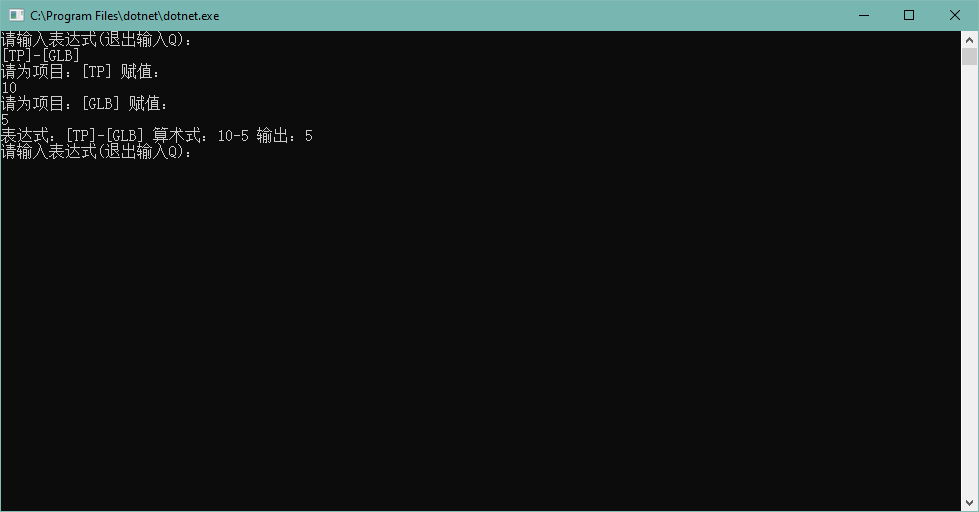 C:\Program Files\dotnet\dotnet.exe
请输入表达式(退出输入Q):
[TP]-[GLB]
请为项目: [TP] 赋值:
10
请为项目: [GLB] 赋值:
5
表达式: [TP]-[GLB] 算术式: 10-5 输出: 5
请输入表达式(退出输入Q):